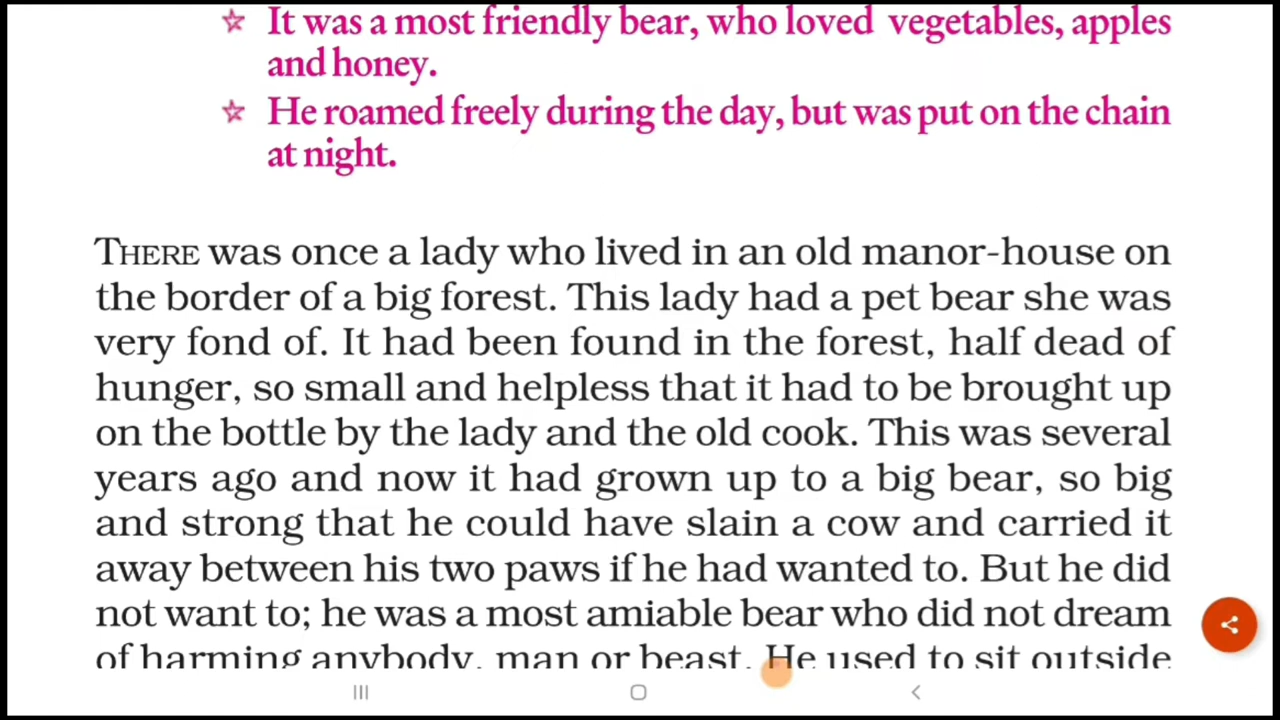 It was a most friendly bear, who loved vegetables, apples
and honey.
He roamed freely during the day, but was put on the chain
at night.
THERE was once a lady who lived in an old manor-house on
the border of a big forest. This lady had a pet bear she was
very fond of. It had been found in the forest, half dead of
hunger, so small and helpless that it had to be brought up
on the bottle by the lady and the old cook. This was several
years ago and now it had grown up to a big bear, so big
and strong that he could have slain a cow and carried it
away between his two paws if he had wanted to. But he did
not want to; he was a most amiable bear who did not dream
of harming anybody, man or beast. He used to sit outside